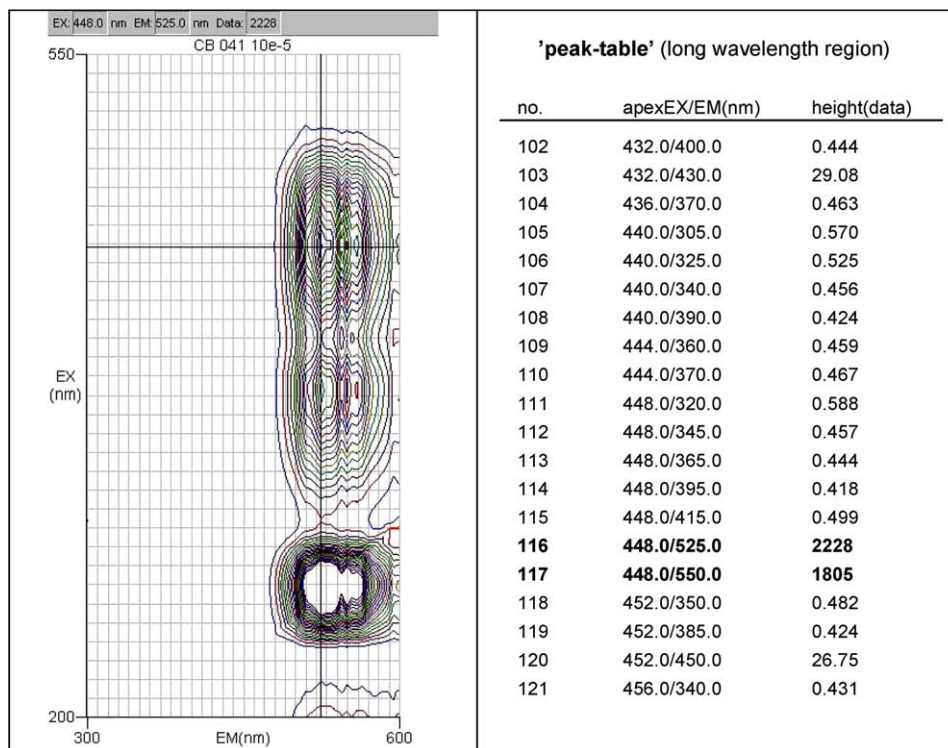 EX: 448.0 nm EM: 525.0 nm Data: 2228
CB 041 10e-5
550
EX
(nm)
200
300
EM(nm)
600
'peak-table' (long wavelength region)
no. apexEX/EM(nm) height(data)
102 432.0/400.0 0.444
103 432.0/430.0 29.08
104 436.0/370.0 0.463
105 440.0/305.0 0.570
106 440.0/325.0 0.525
107 440.0/340.0 0.456
108 440.0/390.0 0.424
109 444.0/360.0 0.459
110 444.0/370.0 0.467
111 448.0/320.0 0.588
112 448.0/345.0 0.457
113 448.0/365.0 0.444
114 448.0/395.0 0.418
115 448.0/415.0 0.499
116 448.0/525.0 2228
117 448.0/550.0 1805
118 452.0/350.0 0.482
119 452.0/385.0 0.424
120 452.0/450.0 26.75
121 456.0/340.0 0.431